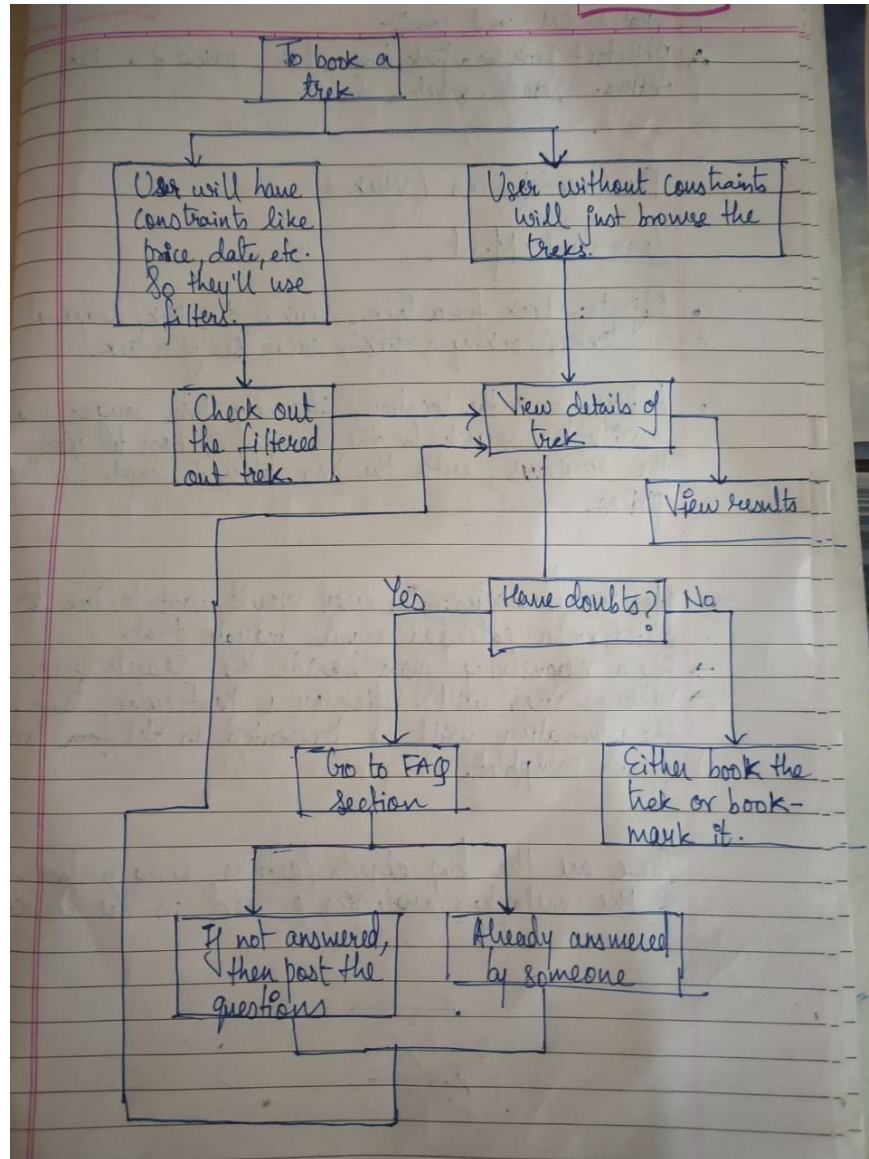 To book a
trek
User will have
constraints like
price, date, etc.
So they'll use
filters.
User without constraints
will just browse the
treks.
Check out
the filtered
out trek.
View details of
trek
View results
Have doubts?
Yes
No
Go to FAQ
section
Either book the
trek or book-
mark it.
If not answered,
then post the
questions
Already answered
by someone